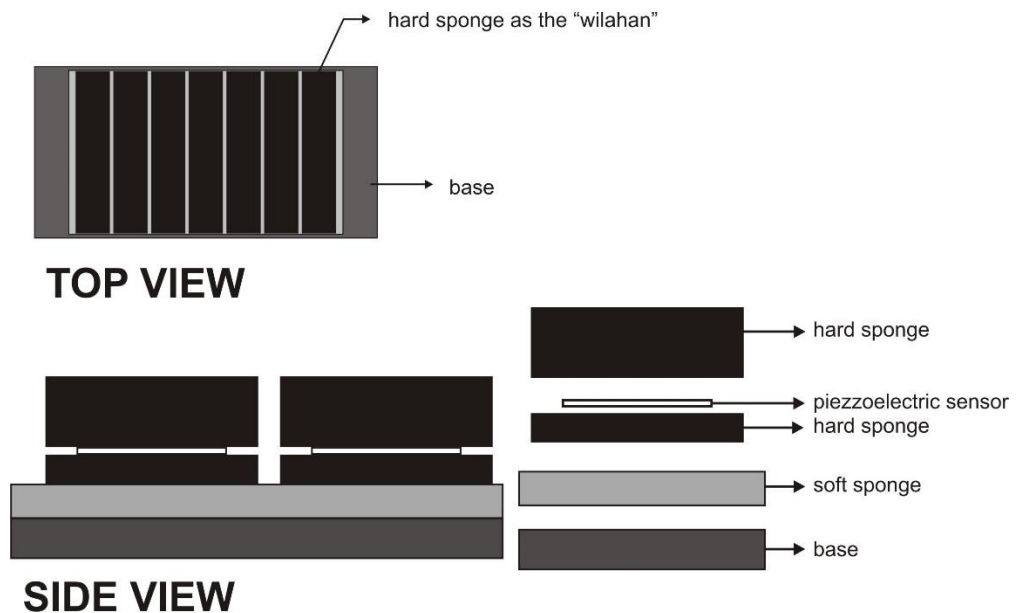 hard sponge as the “wilahan”
base
TOP VIEW
hard sponge
piezzoelectric sensor
hard sponge
soft sponge
base
SIDE VIEW